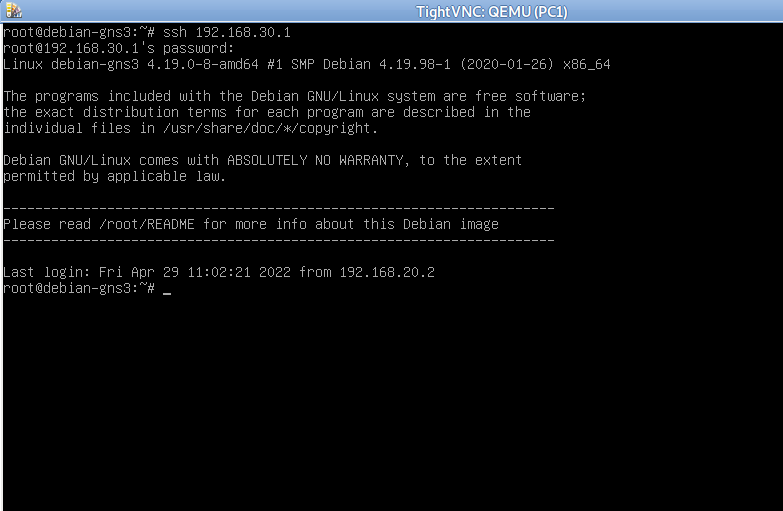 TightVNC: QEMU (PC1)
root@debian-gns3:~# ssh 192.168.30.1
root@192.168.30.1's password:
Linux debian-gns3 4.19.0-8-amd64 #1 SMP Debian 4.19.98-1 (2020-01-26) x86_64
The programs included with the Debian GNU/Linux system are free software;
the exact distribution terms for each program are described in the
individual files in /usr/share/doc/*/copyright.
Debian GNU/Linux comes with ABSOLUTELY NO WARRANTY, to the extent
permitted by applicable law.
---------------------------------------------------------------------
Please read /root/README for more info about this Debian image
---------------------------------------------------------------------
Last login: Fri Apr 29 11:02:21 2022 from 192.168.20.2
root@debian-gns3:~# _